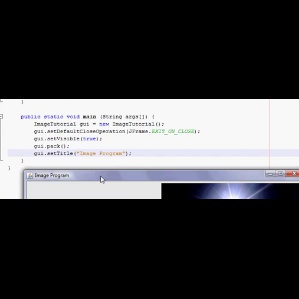 }
public static void main (String args[]) {
ImageTutorial gui = new ImageTutorial();
gui.setDefaultCloseOperation(JFrame.EXIT_ON_CLOSE);
gui.setVisible(true);
gui.pack();
gui.setTitle("Image Program");
}
}
Image Program